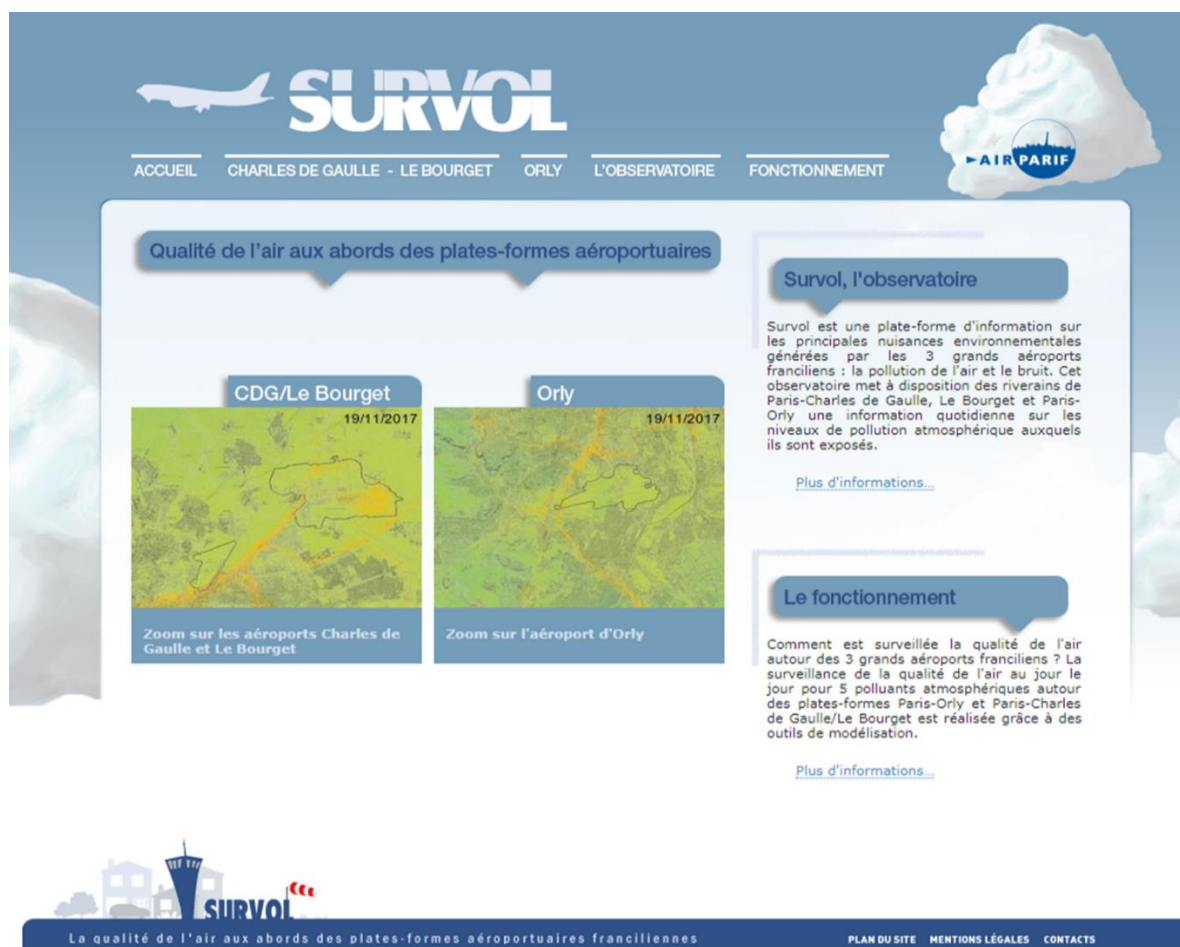 SURVOL
AIR PARIF
ACCUEIL CHARLES DE GAULLE - LE BOURGET ORLY L'OBSERVATOIRE FONCTIONNEMENT
Qualité de l'air aux abords des plates-formes aéroportuaires
CDG/Le Bourget
19/11/2017
Zoom sur les aéroports Charles de
Gaulle et Le Bourget
Orly
19/11/2017
Zoom sur l'aéroport d'Orly
Survol, l'observatoire
Survol est une plate-forme d'information sur
les principales nuisances environnementales
générées par les 3 grands aéroports
franciliens : la pollution de l'air et le bruit. Cet
observatoire met à disposition des riverains de
Paris-Charles de Gaulle, Le Bourget et Paris-
Orly une information quotidienne sur les
niveaux de pollution atmosphérique auxquels
ils sont exposés.
Plus d'informations...
Le fonctionnement
Comment est surveillée la qualité de l'air
autour des 3 grands aéroports franciliens ? La
surveillance de la qualité de l'air au jour le
jour pour 5 polluants atmosphériques autour
des plates-formes Paris-Orly et Paris-Charles
de Gaulle/Le Bourget est réalisée grâce à des
outils de modélisation.
Plus d'informations...
SURVOL
La qualité de l'air aux abords des plates-formes aéroportuaires franciliennes
PLAN DU SITE MENTIONS LÉGALES CONTACTS